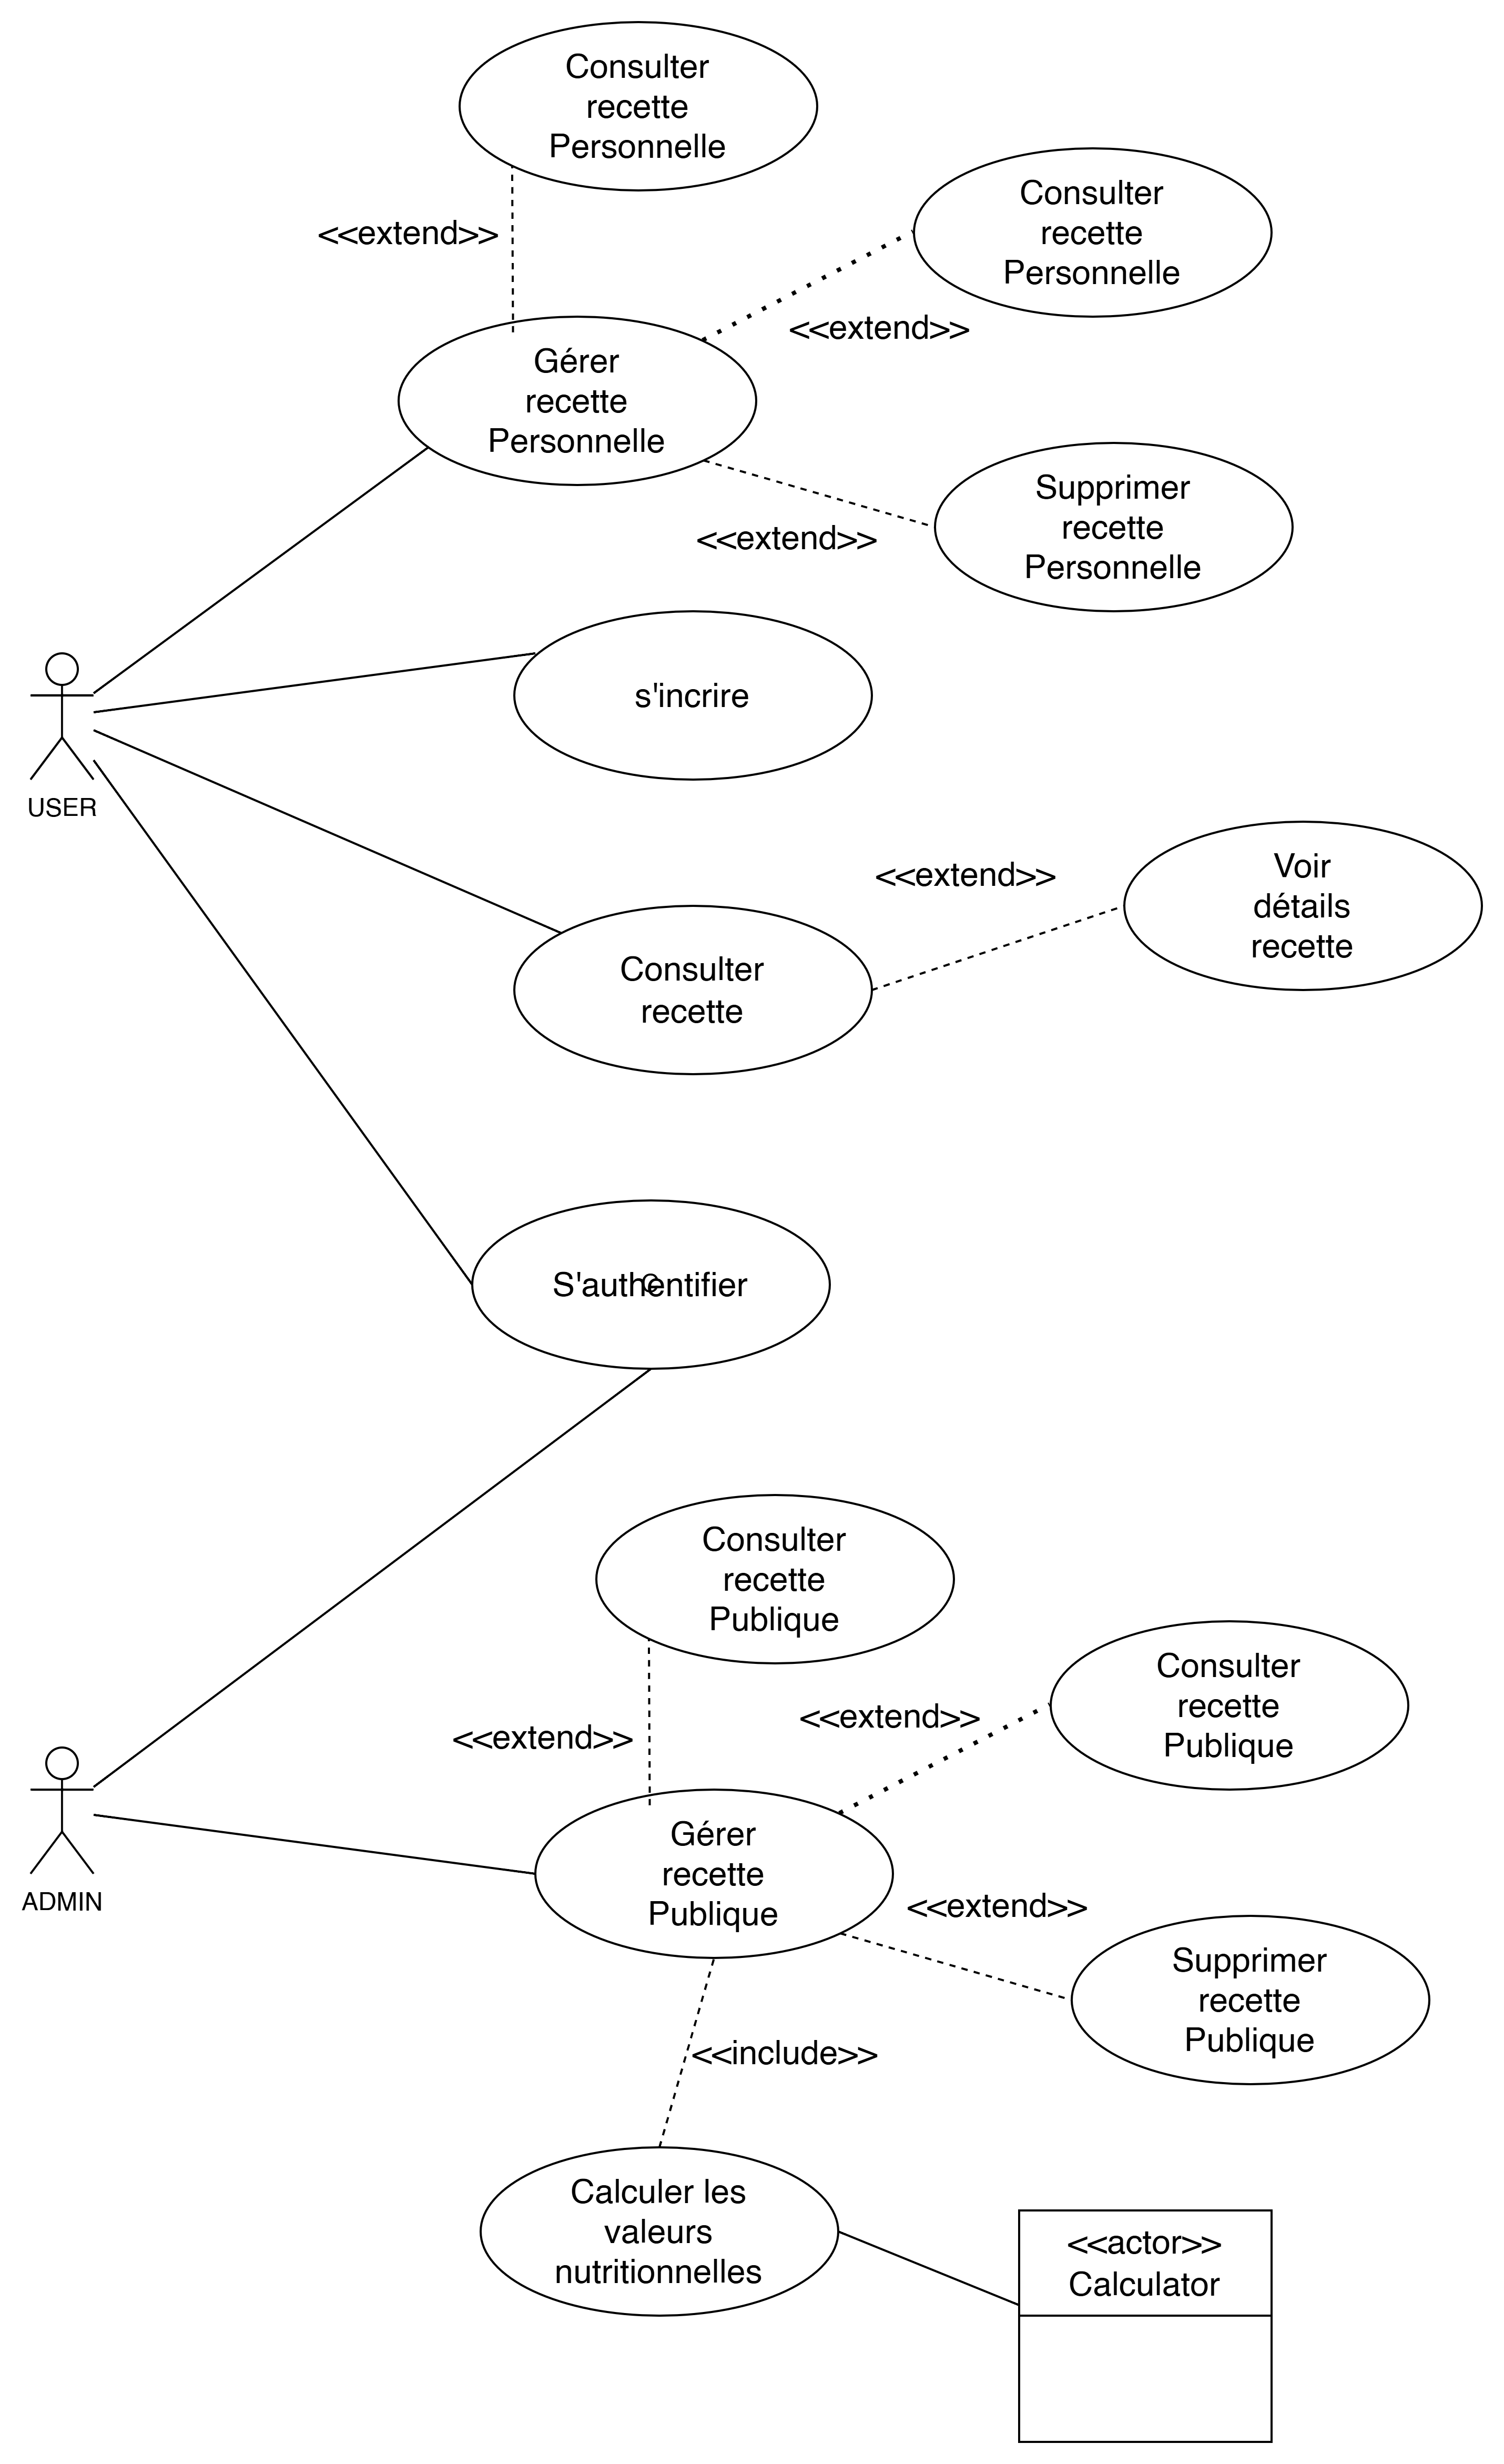 Consulter
recette
Personnelle
Consulter
recette
Personnelle
<<extend>>
<<extend>>
Gérer
recette
Personnelle
Supprimer
recette
Personnelle
<<extend>>
s'incrire
USER
Voir
détails
recette
<<extend>>
Consulter
recette
S'authentifier
C
Consulter
recette
Publique
Consulter
recette
Publique
<<extend>>
<<extend>>
Gérer
recette
Publique
ADMIN
<<extend>>
Supprimer
recette
Publique
<<include>>
Calculer les
valeurs
nutritionnelles
<<actor>>
Calculator